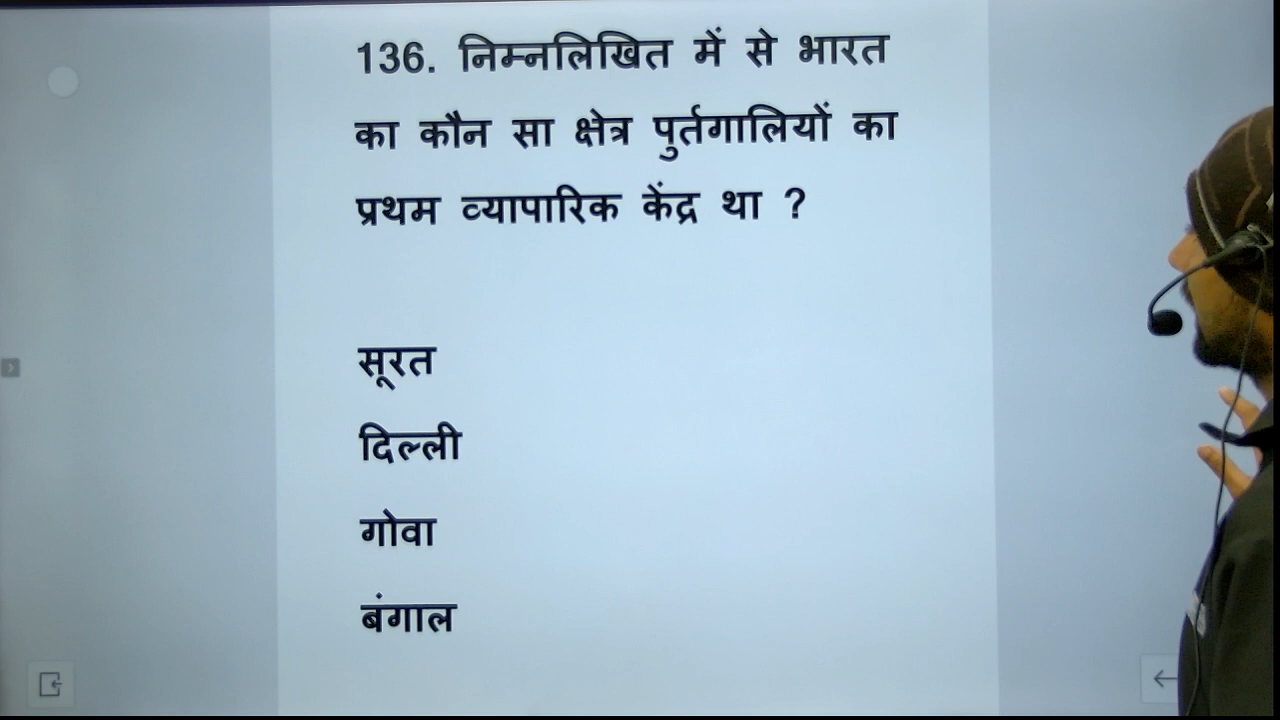 136. निम्नलिखित में से भारत
का कौन सा क्षेत्र पुर्तगालियों का
प्रथम व्यापारिक केंद्र था ?
सूरत
दिल्ली
गोवा
बंगाल